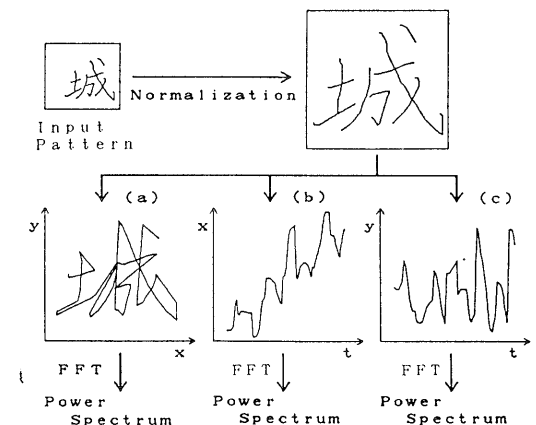 城
Normalization
城
Input
Pattern
(a)
(b)
(c)
y
x
y
x
t
t
FFT
FFT
FFT
Power
Spectrum
Power
Spectrum
Power
Spectrum